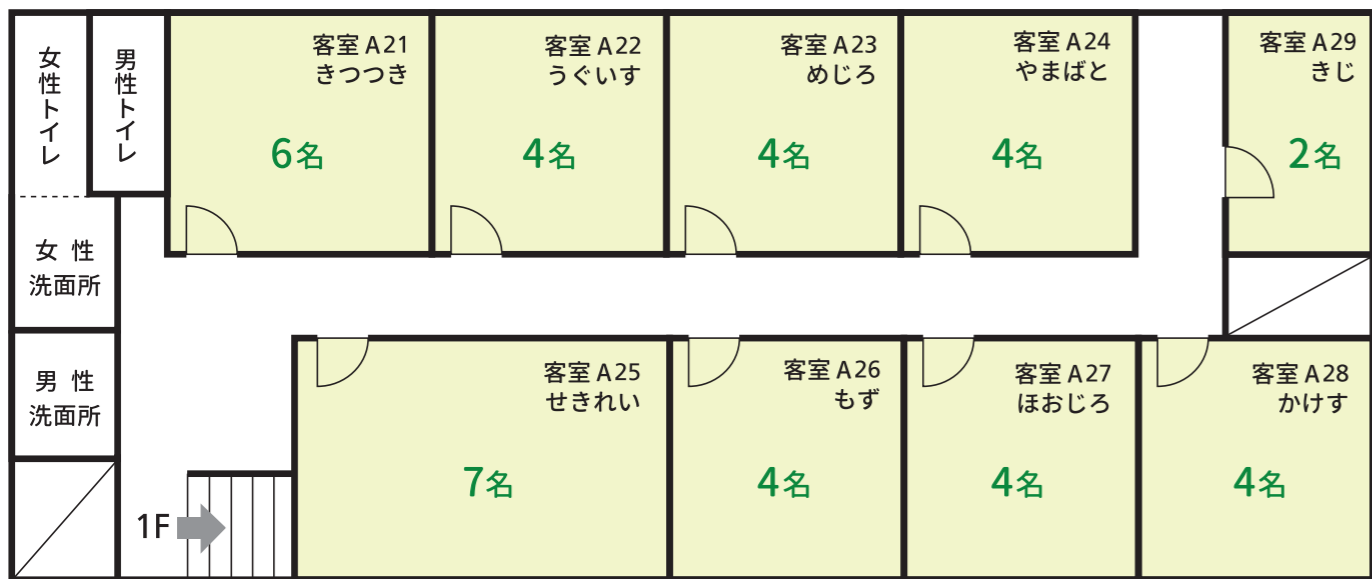 女性トイレ
男性トイレ
客室 A21
きつつき
6名
客室 A22
うぐいす
4名
客室 A23
めじろ
4名
客室 A24
やまばと
4名
客室 A29
きじ
2名
女 性
洗面所
男 性
洗面所
客室 A25
せきれい
7名
客室 A26
もず
4名
客室 A27
ほおじろ
4名
客室 A28
かけす
4名
1F